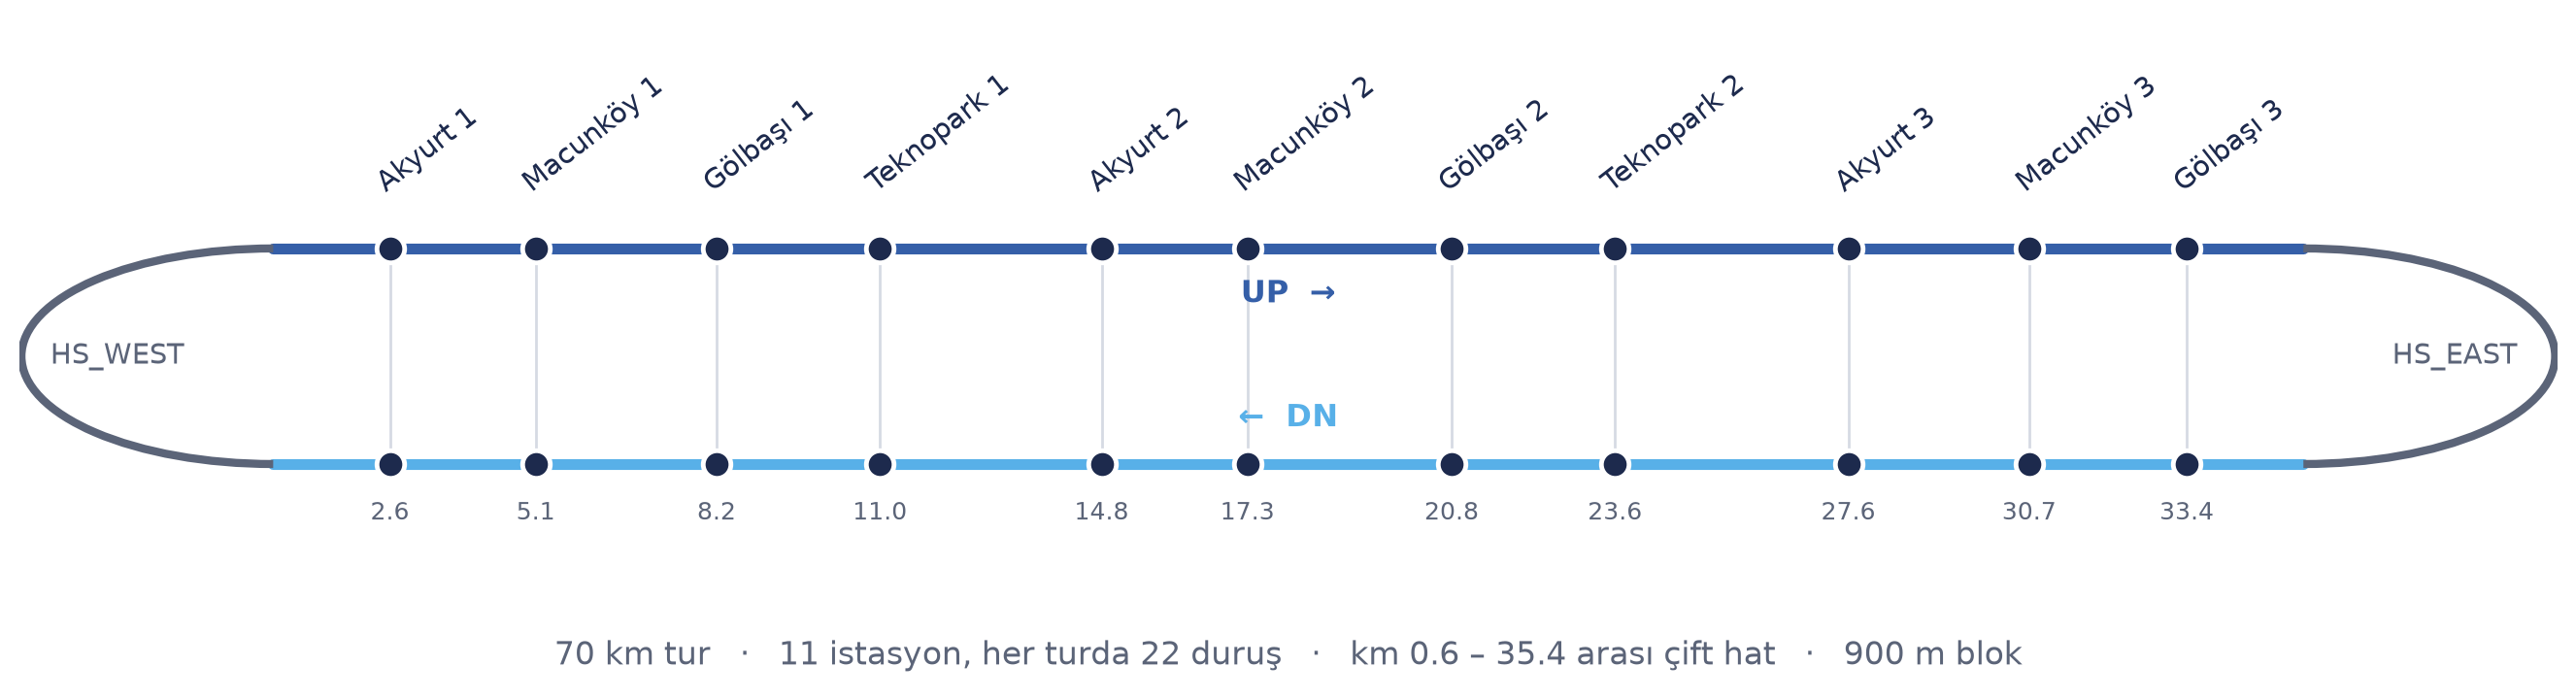 Akyurt 1
Macunköy 1
Gölbaşı 1
Teknopark 1
Akyurt 2
Macunköy 2
Gölbaşı 2
Teknopark 2
Akyurt 3
Macunköy 3
Gölbaşı 3
UP →
HS_WEST
HS_EAST
← DN
2.6 5.1 8.2 11.0 14.8 17.3 20.8 23.6 27.6 30.7 33.4
70 km tur · 11 istasyon, her turda 22 duruş · km 0.6 – 35.4 arası çift hat · 900 m blok